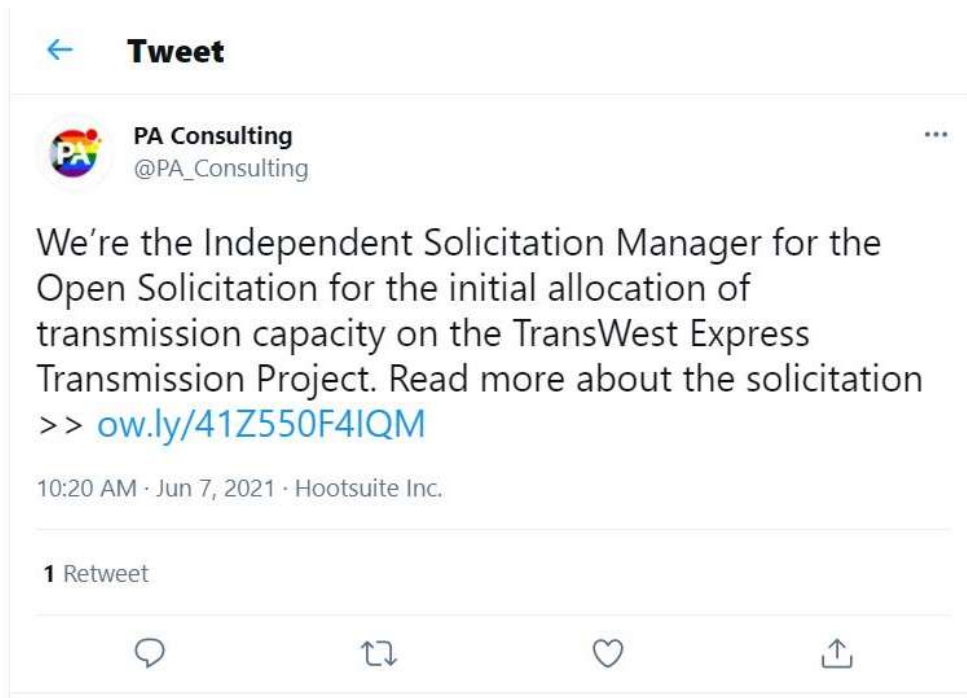 Tweet
PA
PA Consulting
@PA_Consulting
We’re the Independent Solicitation Manager for the
Open Solicitation for the initial allocation of
transmission capacity on the TransWest Express
Transmission Project. Read more about the solicitation
>> ow.ly/41Z550F4IQM
10:20 AM · Jun 7, 2021 · Hootsuite Inc.
1 Retweet